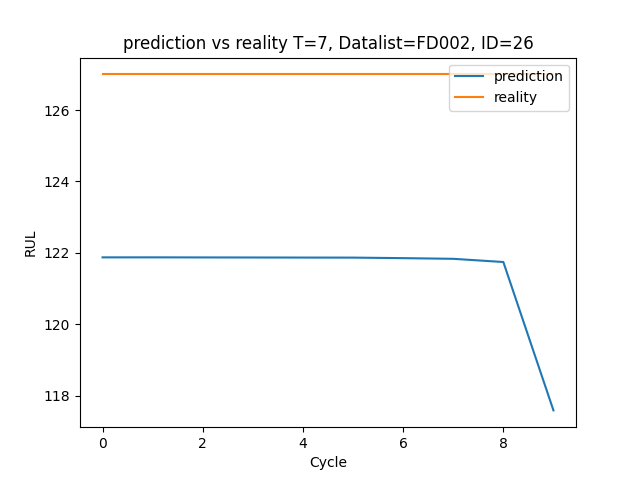 prediction vs reality T=7, Datalist=FD002, ID=26
prediction
reality
126
124
122
120
118
RUL
0 2 4 6 8
Cycle